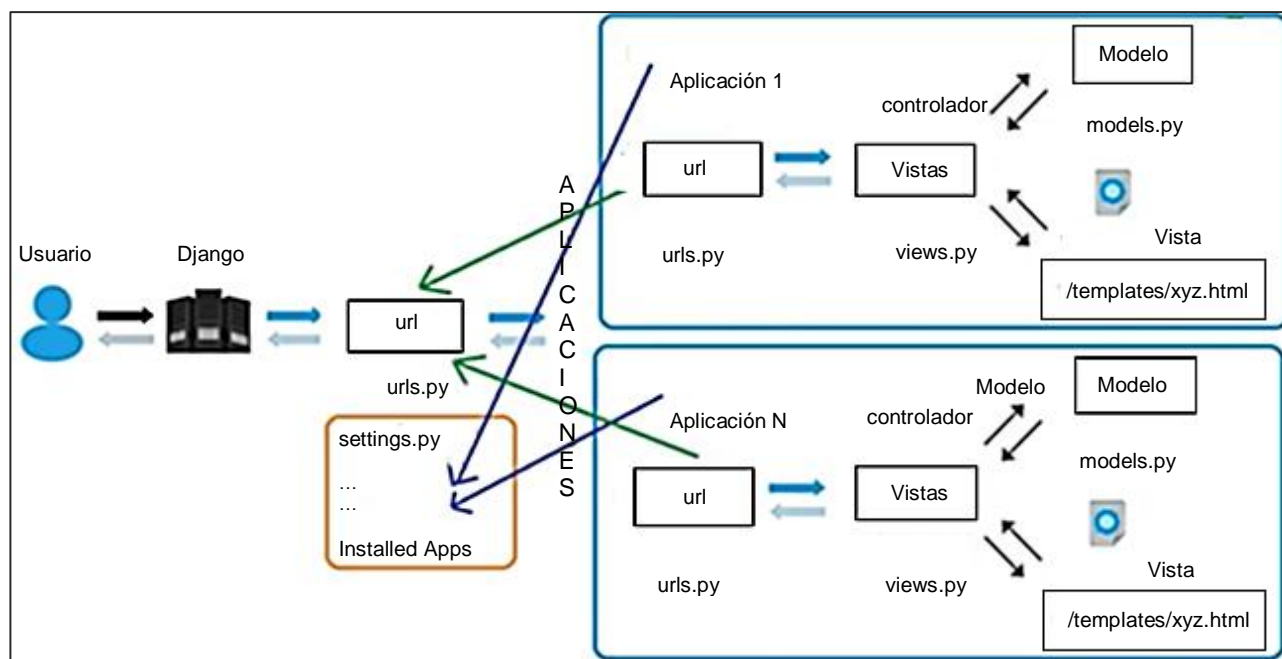 Usuario
Django
url
urls.py
settings.py
...
...
Installed Apps
APLICACIONES
Aplicación 1
url
urls.py
controlador
Vistas
views.py
Modelo
models.py
Vista
/templates/xyz.html
Aplicación N
url
urls.py
controlador
Vistas
views.py
Modelo
Modelo
models.py
Vista
/templates/xyz.html